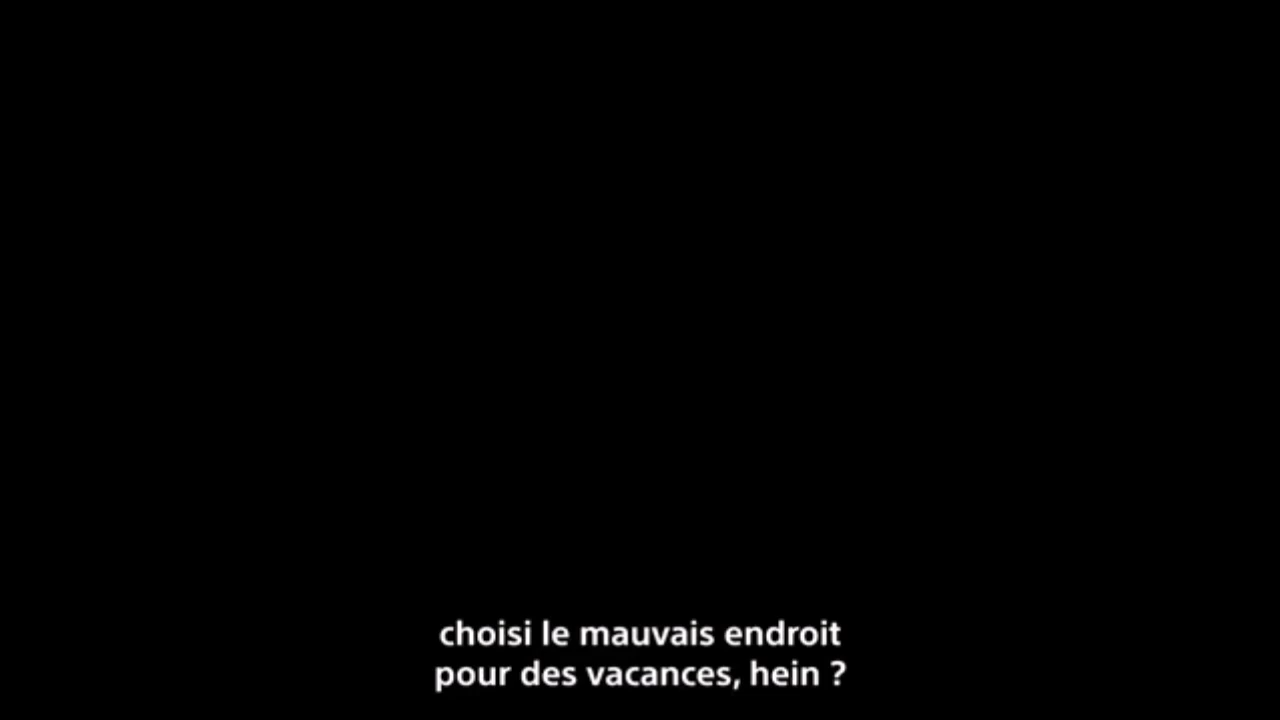 choisi le mauvais endroit
pour des vacances, hein ?